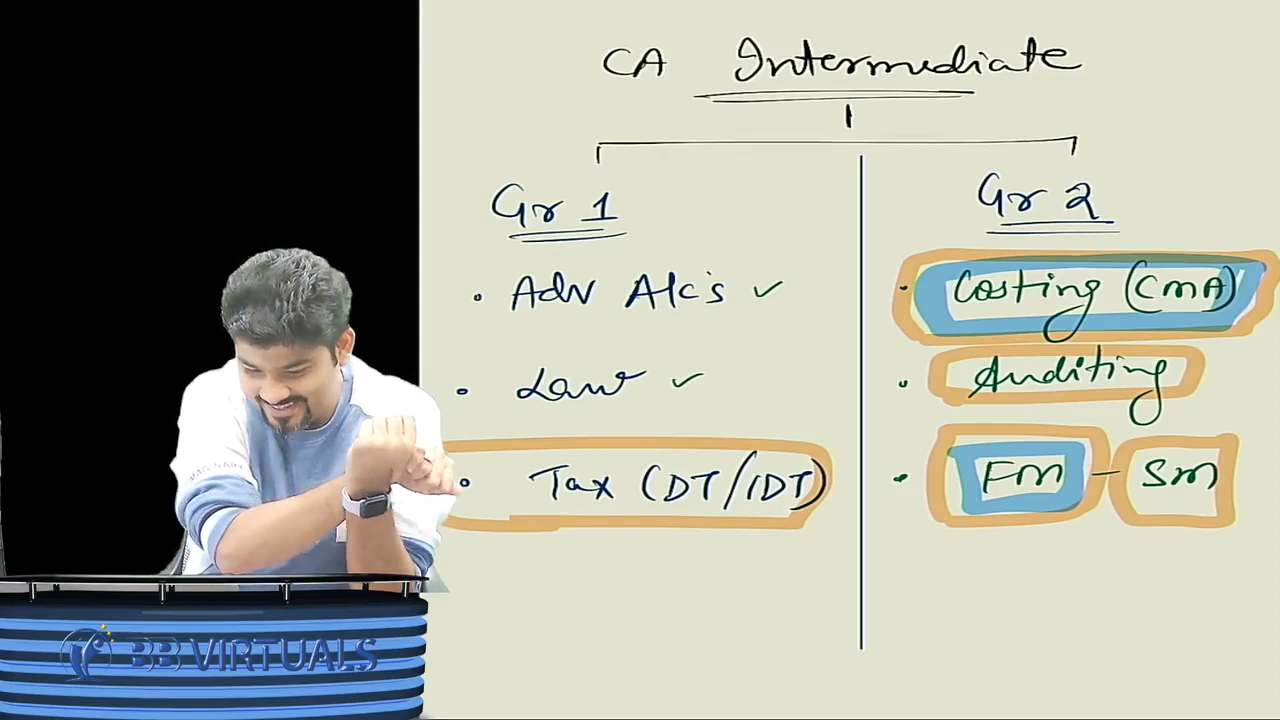 CA Intermediate
Gr 1
• Adv A/c's ✓
• Law ✓
• Tax (DT/IDT)
Gr 2
• Costing (CMA)
• Auditing
• FM - SM
BB VIRTUALS